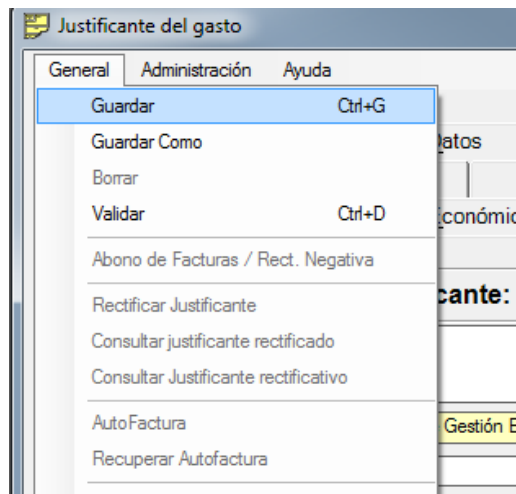 Justificante del gasto
General Administración Ayuda
Guardar Ctrl+G
Guardar Como
Borrar
Validar Ctrl+D
Abono de Facturas / Rect. Negativa
Rectificar Justificante
Consultar justificante rectificado
Consultar Justificante rectificativo
AutoFactura
Recuperar Autofactura
Datos
conómic
cante:
Gestión E